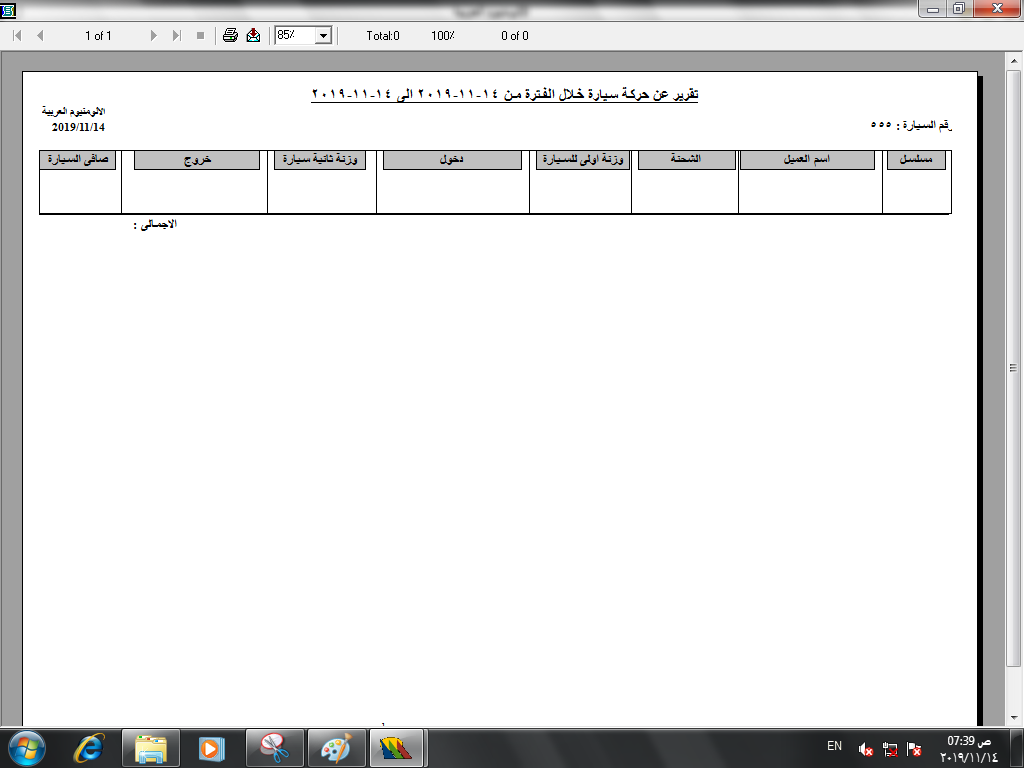 1 of 1 85% Total:0 100% 0 of 0
تقرير عن حركة سيارة خلال الفترة من ١٤-١١-٢٠١٩ الى ١٤-١١-٢٠١٩
الالومنيوم العربية
2019/11/14
رقم السيارة : ٥٥٥
مسلسل اسم العميل الشحنة وزنة اولى للسيارة دخول وزنة ثانية سيارة خروج صافى السيارة
الاجمالى :
EN 07:39 ص
٢٠١٩/١١/١٤